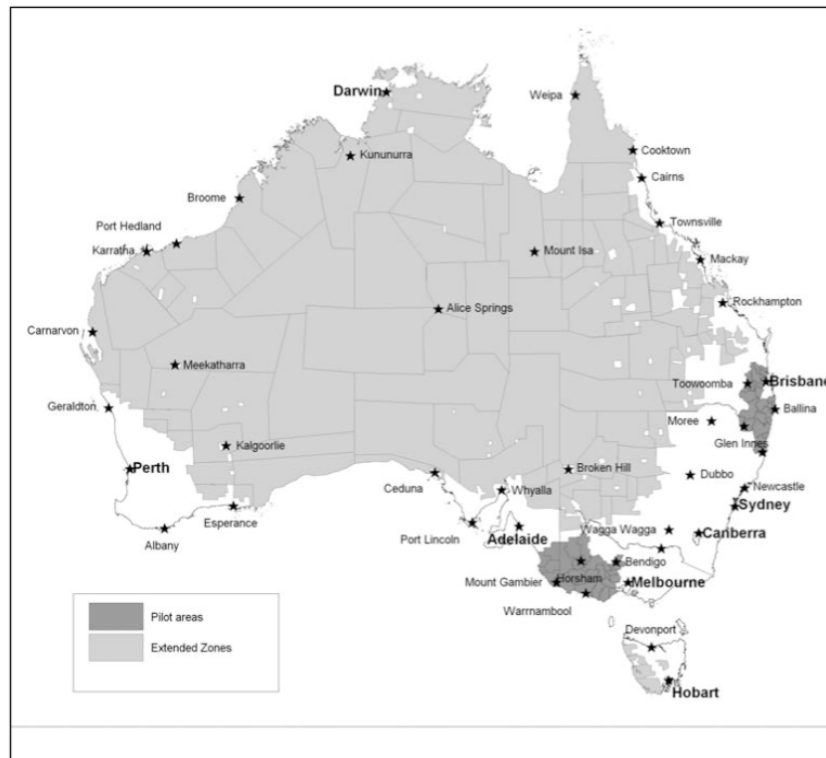 Darwin
Weipa
Cooktown
Kununurra
Cairns
Broome
Port Hedland
Townsville
Karratha
Mount Isa
Mackay
Rockhampton
Alice Springs
Carnarvon
Meekatharra
Toowoomba
Brisbane
Geraldton
Ballina
Moree
Glen Innes
Kalgoorlie
Perth
Ceduna
Broken Hill
Dubbo
Whyalla
Newcastle
Sydney
Esperance
Albany
Port Lincoln
Adelaide
Wagga Wagga
Canberra
Bendigo
Mount Gambier
Horsham
Melbourne
Warrnambool
Pilot areas
Extended Zones
Devonport
Hobart